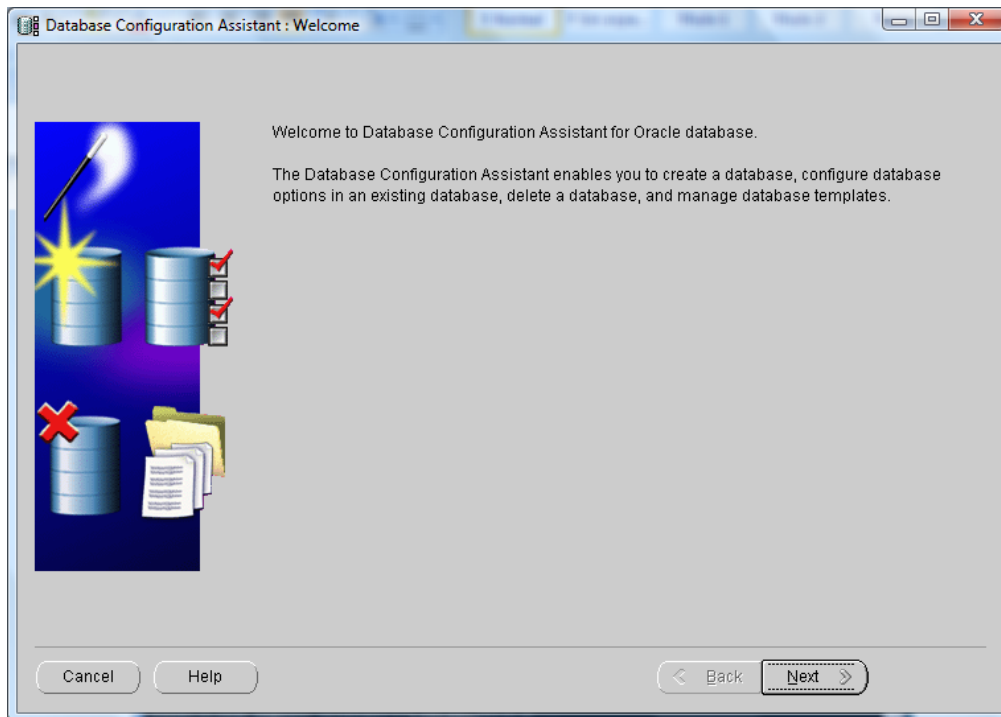 Database Configuration Assistant : Welcome
Welcome to Database Configuration Assistant for Oracle database.
The Database Configuration Assistant enables you to create a database, configure database
options in an existing database, delete a database, and manage database templates.
Cancel
Help
Back
Next